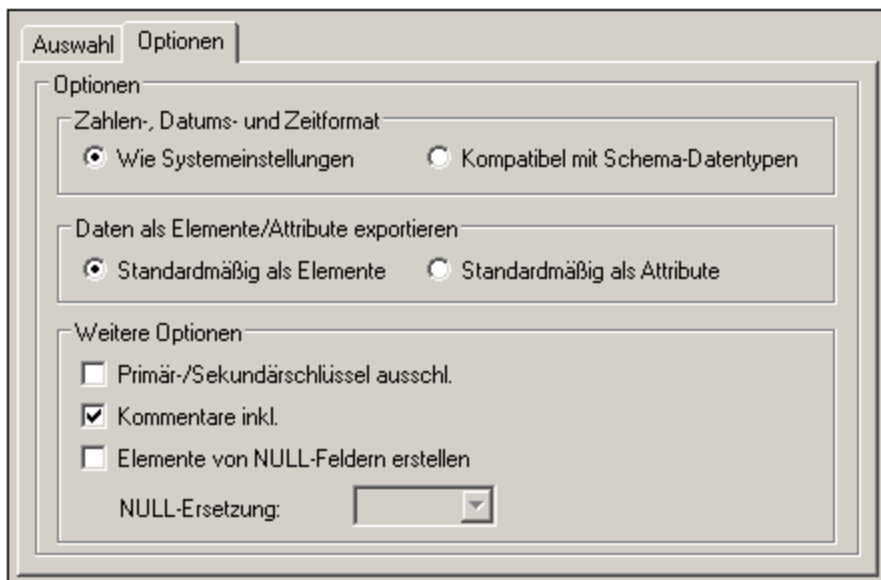 Auswahl Optionen
Optionen
Zahlen-, Datums- und Zeitformat
Wie Systemeinstellungen Kompatibel mit Schema-Datentypen
Daten als Elemente/Attribute exportieren
Standardmäßig als Elemente Standardmäßig als Attribute
Weitere Optionen
Primär-/Sekundärschlüssel ausschl.
Kommentare inkl.
Elemente von NULL-Feldern erstellen
NULL-Ersetzung: